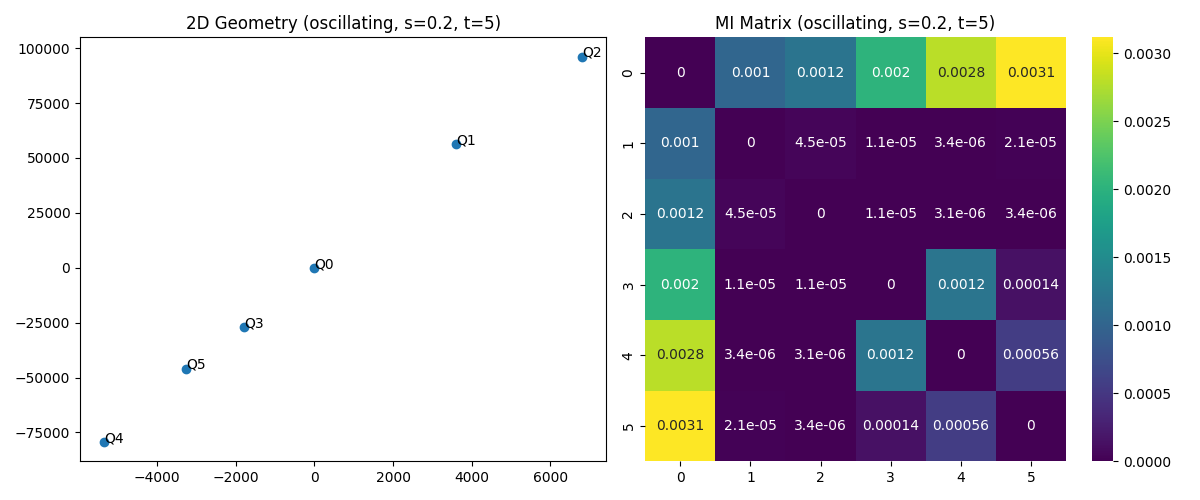 2D Geometry (oscillating, s=0.2, t=5)
100000
75000
50000
25000
0
−25000
−50000
−75000
−4000 −2000 0 2000 4000 6000
Q2
Q1
Q0
Q3
Q5
Q4
MI Matrix (oscillating, s=0.2, t=5)
0 0 0.001 0.0012 0.002 0.0028 0.0031
1 0.001 0 4.5e-05 1.1e-05 3.4e-06 2.1e-05
2 0.0012 4.5e-05 0 1.1e-05 3.1e-06 3.4e-06
3 0.002 1.1e-05 1.1e-05 0 0.0012 0.00014
4 0.0028 3.4e-06 3.1e-06 0.0012 0 0.00056
5 0.0031 2.1e-05 3.4e-06 0.00014 0.00056 0
0 1 2 3 4 5
0.0030
0.0025
0.0020
0.0015
0.0010
0.0005
0.0000